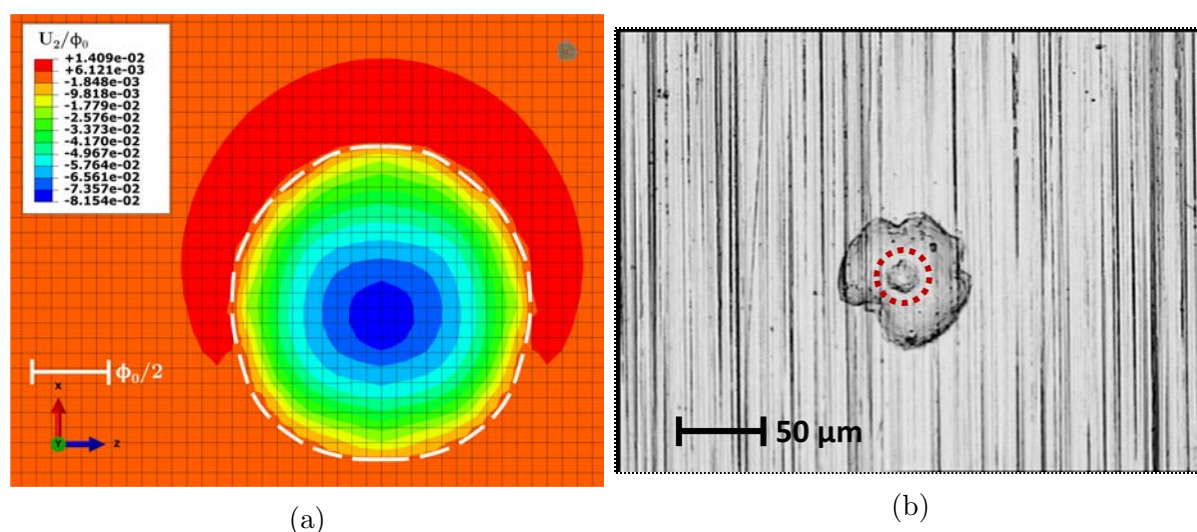 U₂/ϕ₀
+1.409e-02
+6.121e-03
-1.848e-03
-9.818e-03
-1.779e-02
-2.576e-02
-3.373e-02
-4.170e-02
-4.967e-02
-5.764e-02
-6.561e-02
-7.357e-02
-8.154e-02
ϕ₀/2
x
Y
z
50 µm
(a)
(b)